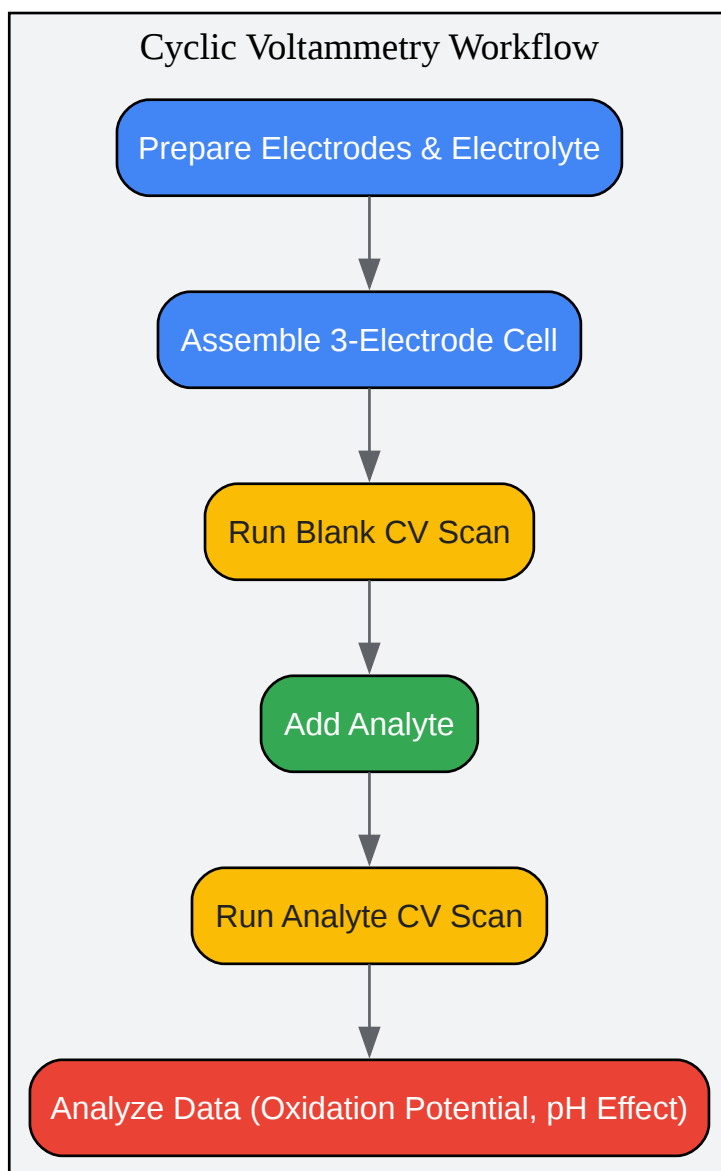 Cyclic Voltammetry Workflow
Prepare Electrodes & Electrolyte
Assemble 3-Electrode Cell
Run Blank CV Scan
Add Analyte
Run Analyte CV Scan
Analyze Data (Oxidation Potential, pH Effect)